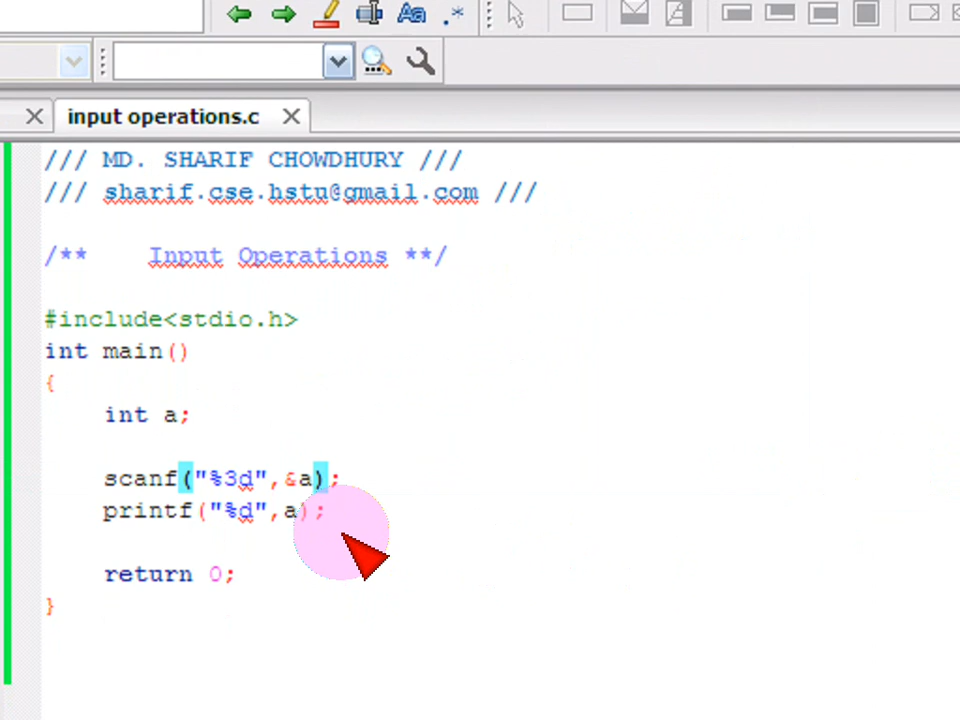 Aa .*
input operations.c
/// MD. SHARIF CHOWDHURY ///
/// sharif.cse.hstu@gmail.com ///
/**    Input Operations **/
#include<stdio.h>
int main()
{
    int a;
    scanf("%3d",&a);
    printf("%d",a);
    return 0;
}